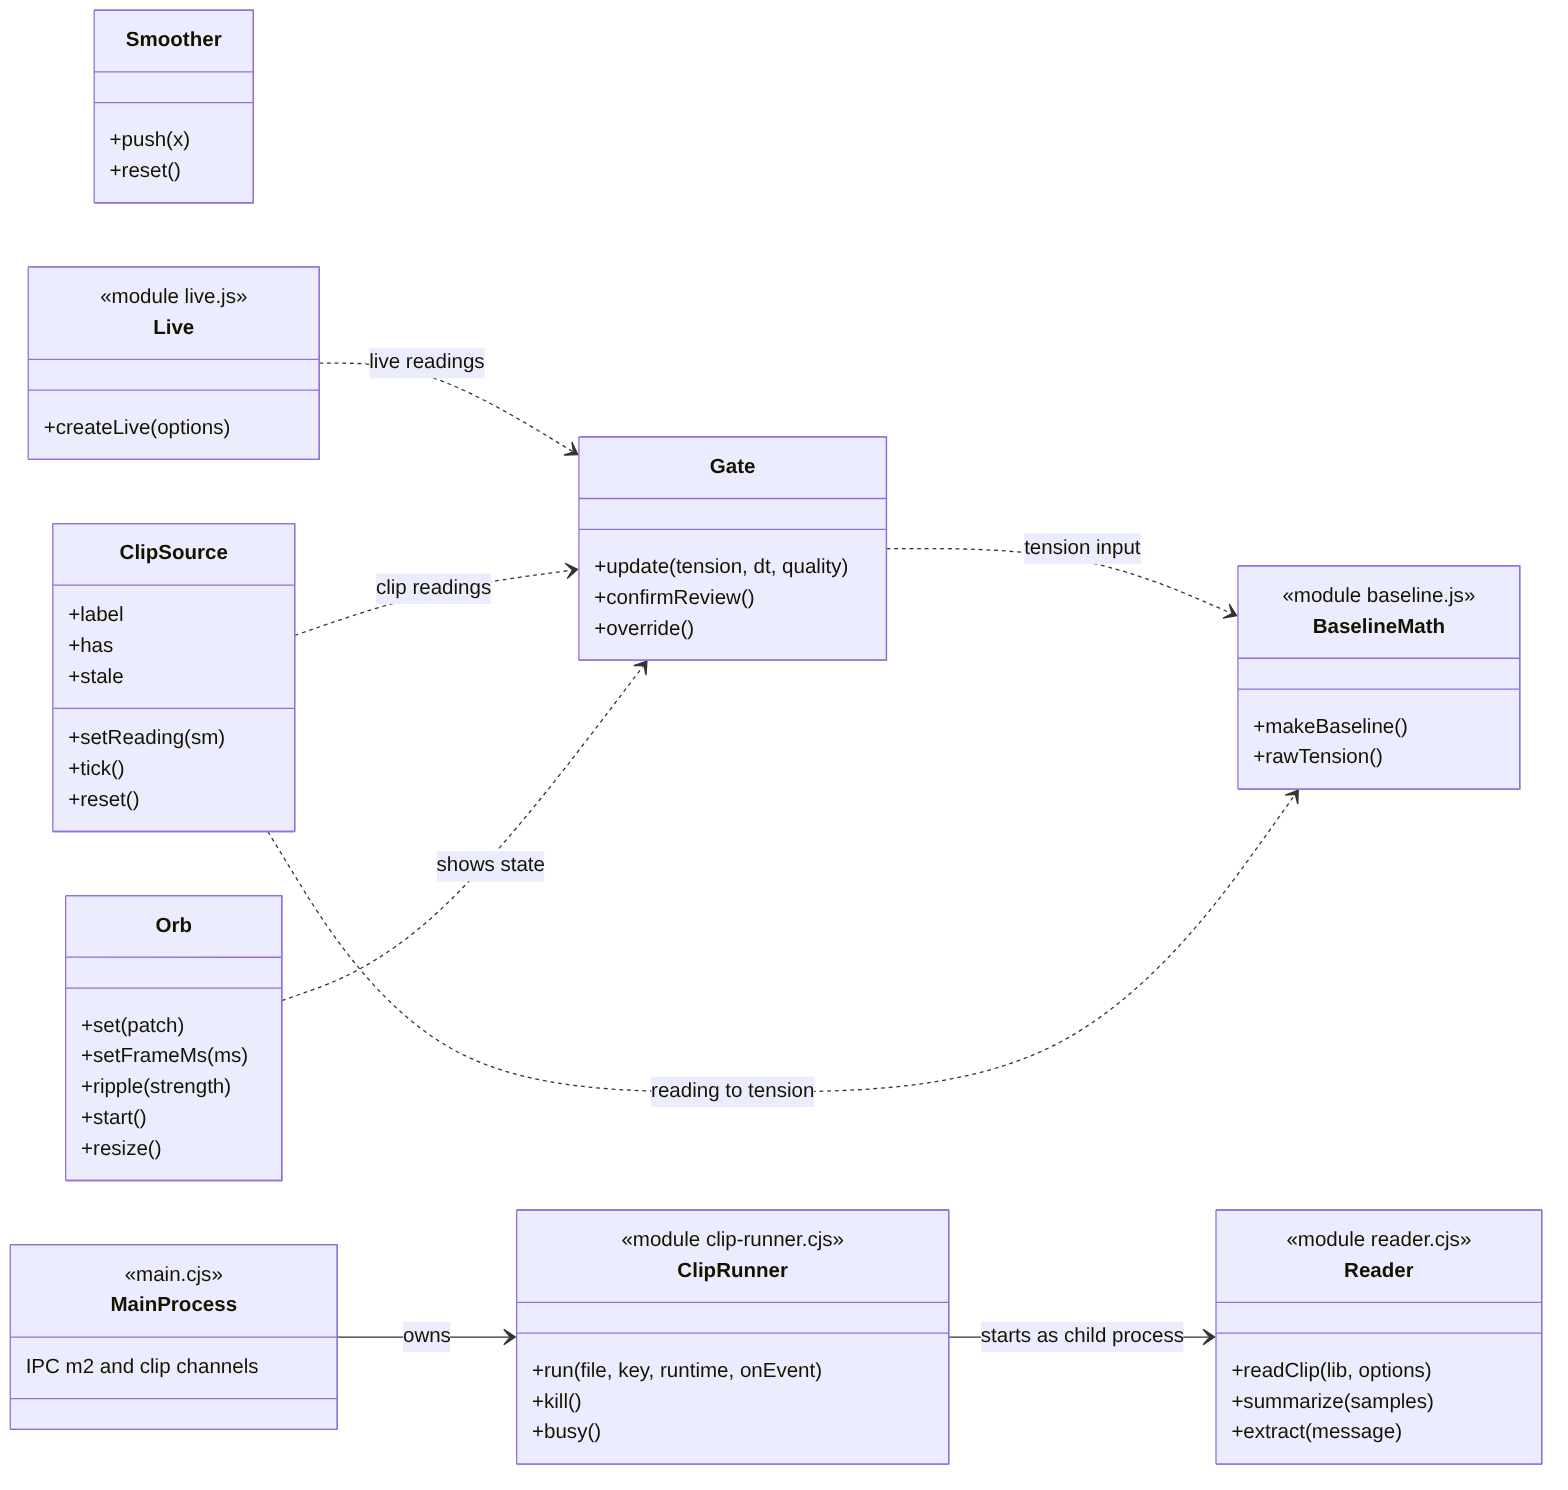 Smoother
+push(x)
+reset()
«module live.js»
Live
+createLive(options)
live readings
ClipSource
+label
+has
+stale
+setReading(sm)
+tick()
+reset()
clip readings
Gate
+update(tension, dt, quality)
+confirmReview()
+override()
tension input
«module baseline.js»
BaselineMath
+makeBaseline()
+rawTension()
shows state
Orb
+set(patch)
+setFrameMs(ms)
+ripple(strength)
+start()
+resize()
reading to tension
«main.cjs»
MainProcess
IPC m2 and clip channels
owns
«module clip-runner.cjs»
ClipRunner
+run(file, key, runtime, onEvent)
+kill()
+busy()
starts as child process
«module reader.cjs»
Reader
+readClip(lib, options)
+summarize(samples)
+extract(message)